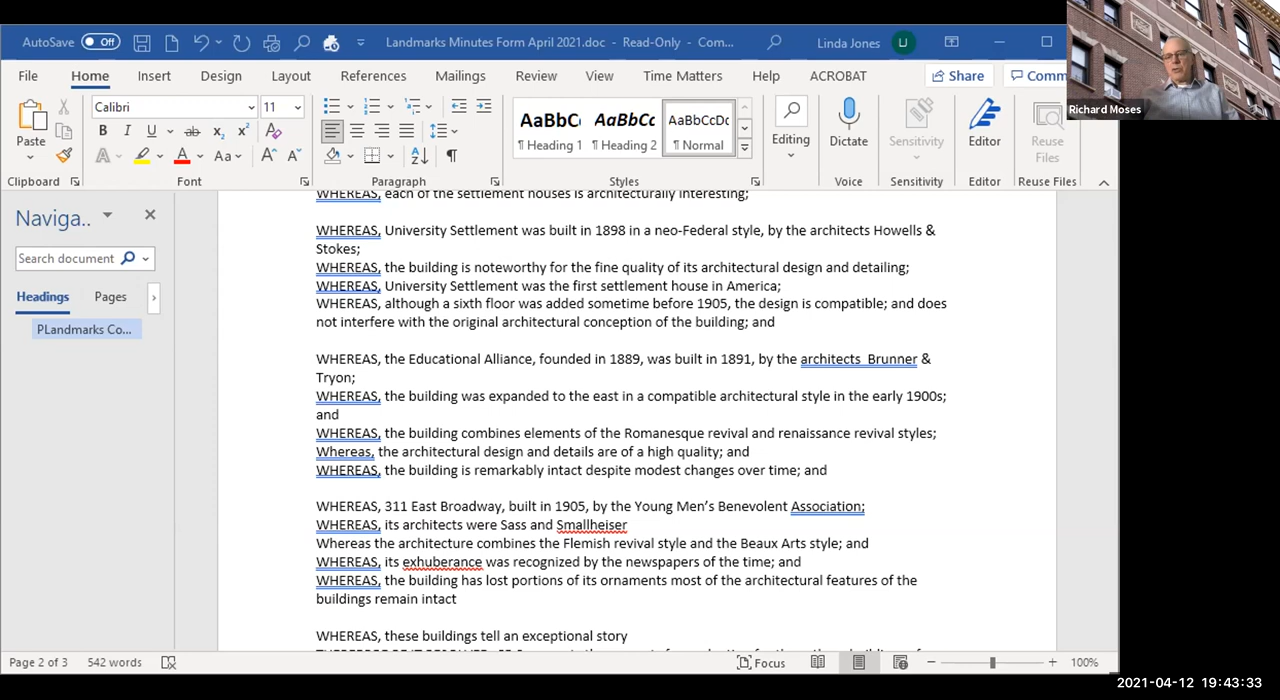 AutoSave Off Landmarks Minutes Form April 2021.doc - Read-Only - Com... Linda Jones LJ
Richard Moses
File Home Insert Design Layout References Mailings Review View Time Matters Help ACROBAT Share Comm
Calibri 11
AaBbC AaBbCc AaBbCcDc
¶ Heading 1 ¶ Heading 2 ¶ Normal
Paste Editing Dictate Sensitivity Editor Reuse Files
Clipboard Font Paragraph Styles Voice Sensitivity Editor Reuse Files
Naviga..
Search document
Headings Pages
PLandmarks Co...
WHEREAS, each of the settlement houses is architecturally interesting;
WHEREAS, University Settlement was built in 1898 in a neo-Federal style, by the architects Howells &
Stokes;
WHEREAS, the building is noteworthy for the fine quality of its architectural design and detailing;
WHEREAS, University Settlement was the first settlement house in America;
WHEREAS, although a sixth floor was added sometime before 1905, the design is compatible; and does
not interfere with the original architectural conception of the building; and
WHEREAS, the Educational Alliance, founded in 1889, was built in 1891, by the architects  Brunner &
Tryon;
WHEREAS, the building was expanded to the east in a compatible architectural style in the early 1900s;
and
WHEREAS, the building combines elements of the Romanesque revival and renaissance revival styles;
Whereas, the architectural design and details are of a high quality; and
WHEREAS, the building is remarkably intact despite modest changes over time; and
WHEREAS, 311 East Broadway, built in 1905, by the Young Men's Benevolent Association;
WHEREAS, its architects were Sass and Smallheiser
Whereas the architecture combines the Flemish revival style and the Beaux Arts style; and
WHEREAS, its exhuberance was recognized by the newspapers of the time; and
WHEREAS, the building has lost portions of its ornaments most of the architectural features of the
buildings remain intact
WHEREAS, these buildings tell an exceptional story
Page 2 of 3 542 words Focus 100%
2021-04-12 19:43:33